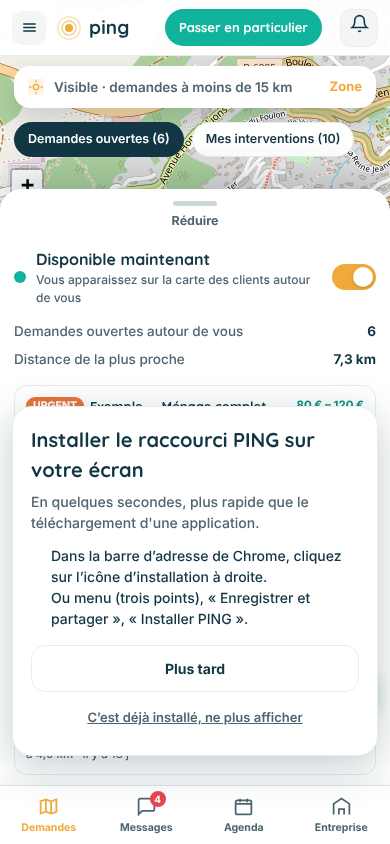 ping
Passer en particulier
Visible · demandes à moins de 15 km
Zone
Demandes ouvertes (6)
Mes interventions (10)
+
Réduire
Disponible maintenant
Vous apparaissez sur la carte des clients autour
de vous
Demandes ouvertes autour de vous
6
Distance de la plus proche
7,3 km
URGENT
Exemple
Ménage complet
80 € – 120 €
Installer le raccourci PING sur
votre écran
En quelques secondes, plus rapide que le
téléchargement d'une application.
Dans la barre d’adresse de Chrome, cliquez
sur l’icône d’installation à droite.
Ou menu (trois points), « Enregistrer et
partager », « Installer PING ».
Plus tard
C’est déjà installé, ne plus afficher
4
Demandes
Messages
Agenda
Entreprise